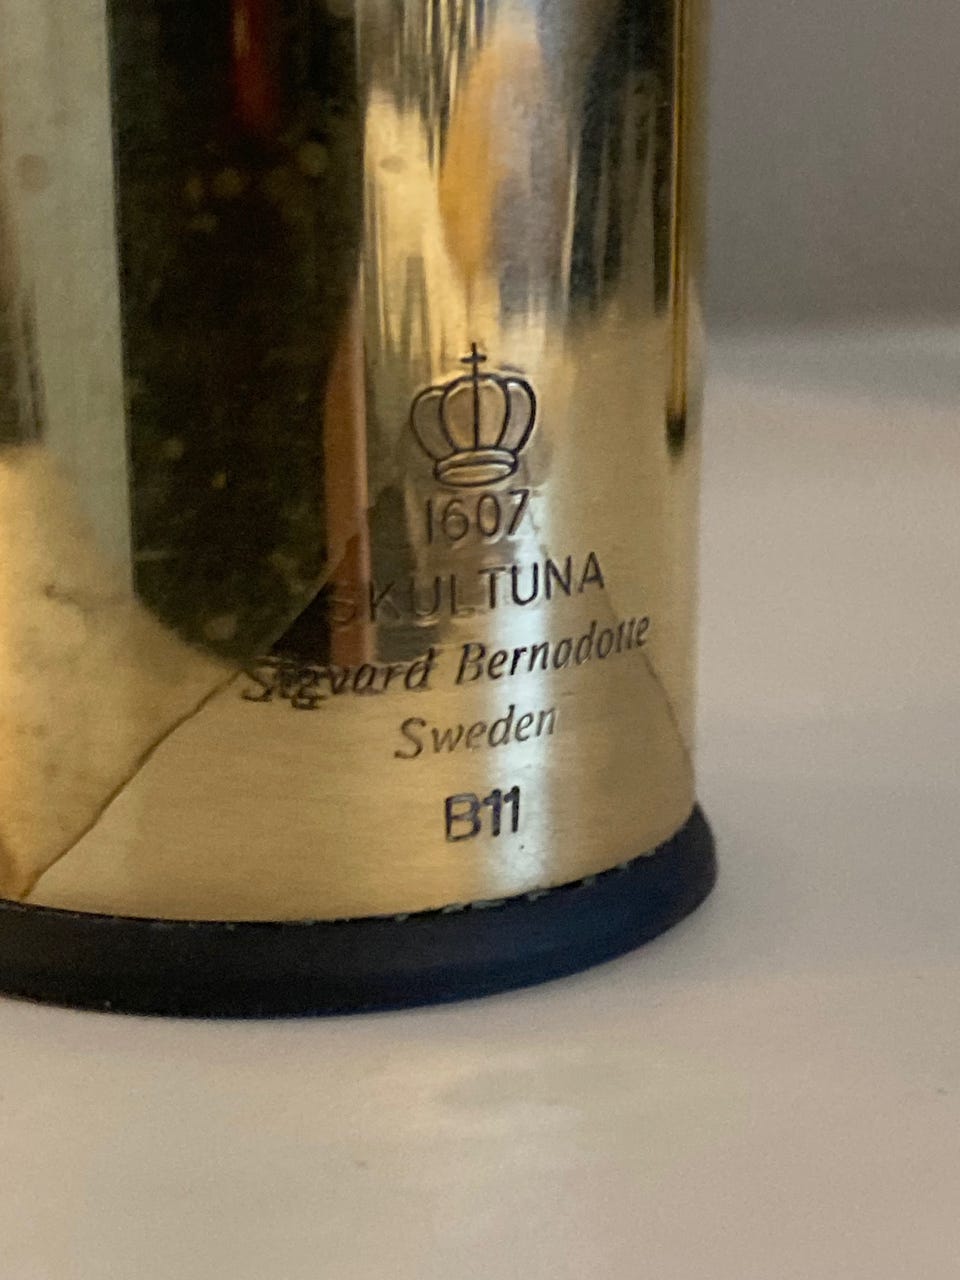 1607
SKULTUNA
Sigvard Bernadotte
Sweden
B11